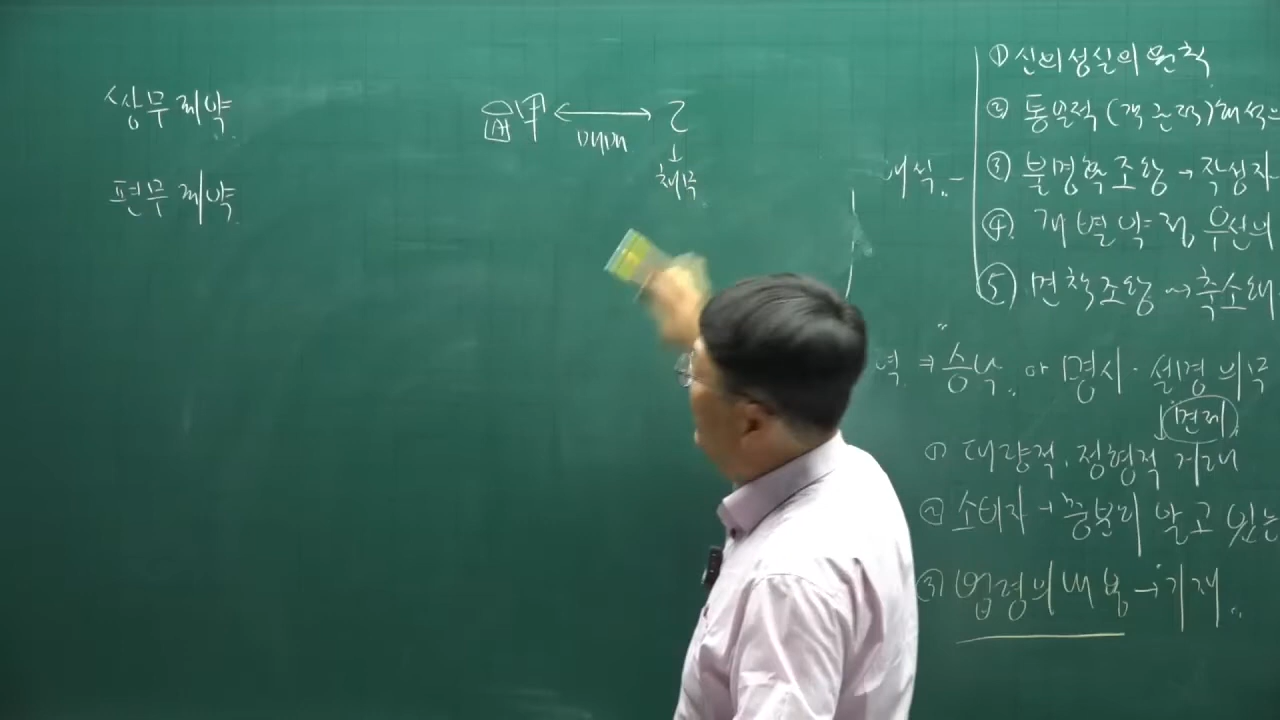 쌍무계약
편무계약
甲 ↔ 乙
매매
↓
채무
해석
① 신의성실의 원칙
② 통일적(객관적)해석의
③ 불명확조항 → 작성자
④ 개별약정 우선의
⑤ 면책조항 → 축소해
역 ⇒ 승낙 아 명시·설명의무
↓ 면제
① 대량적, 정형적 거래
② 소비자 → 충분히 알고 있는
③ 법령의 내용 → 기재